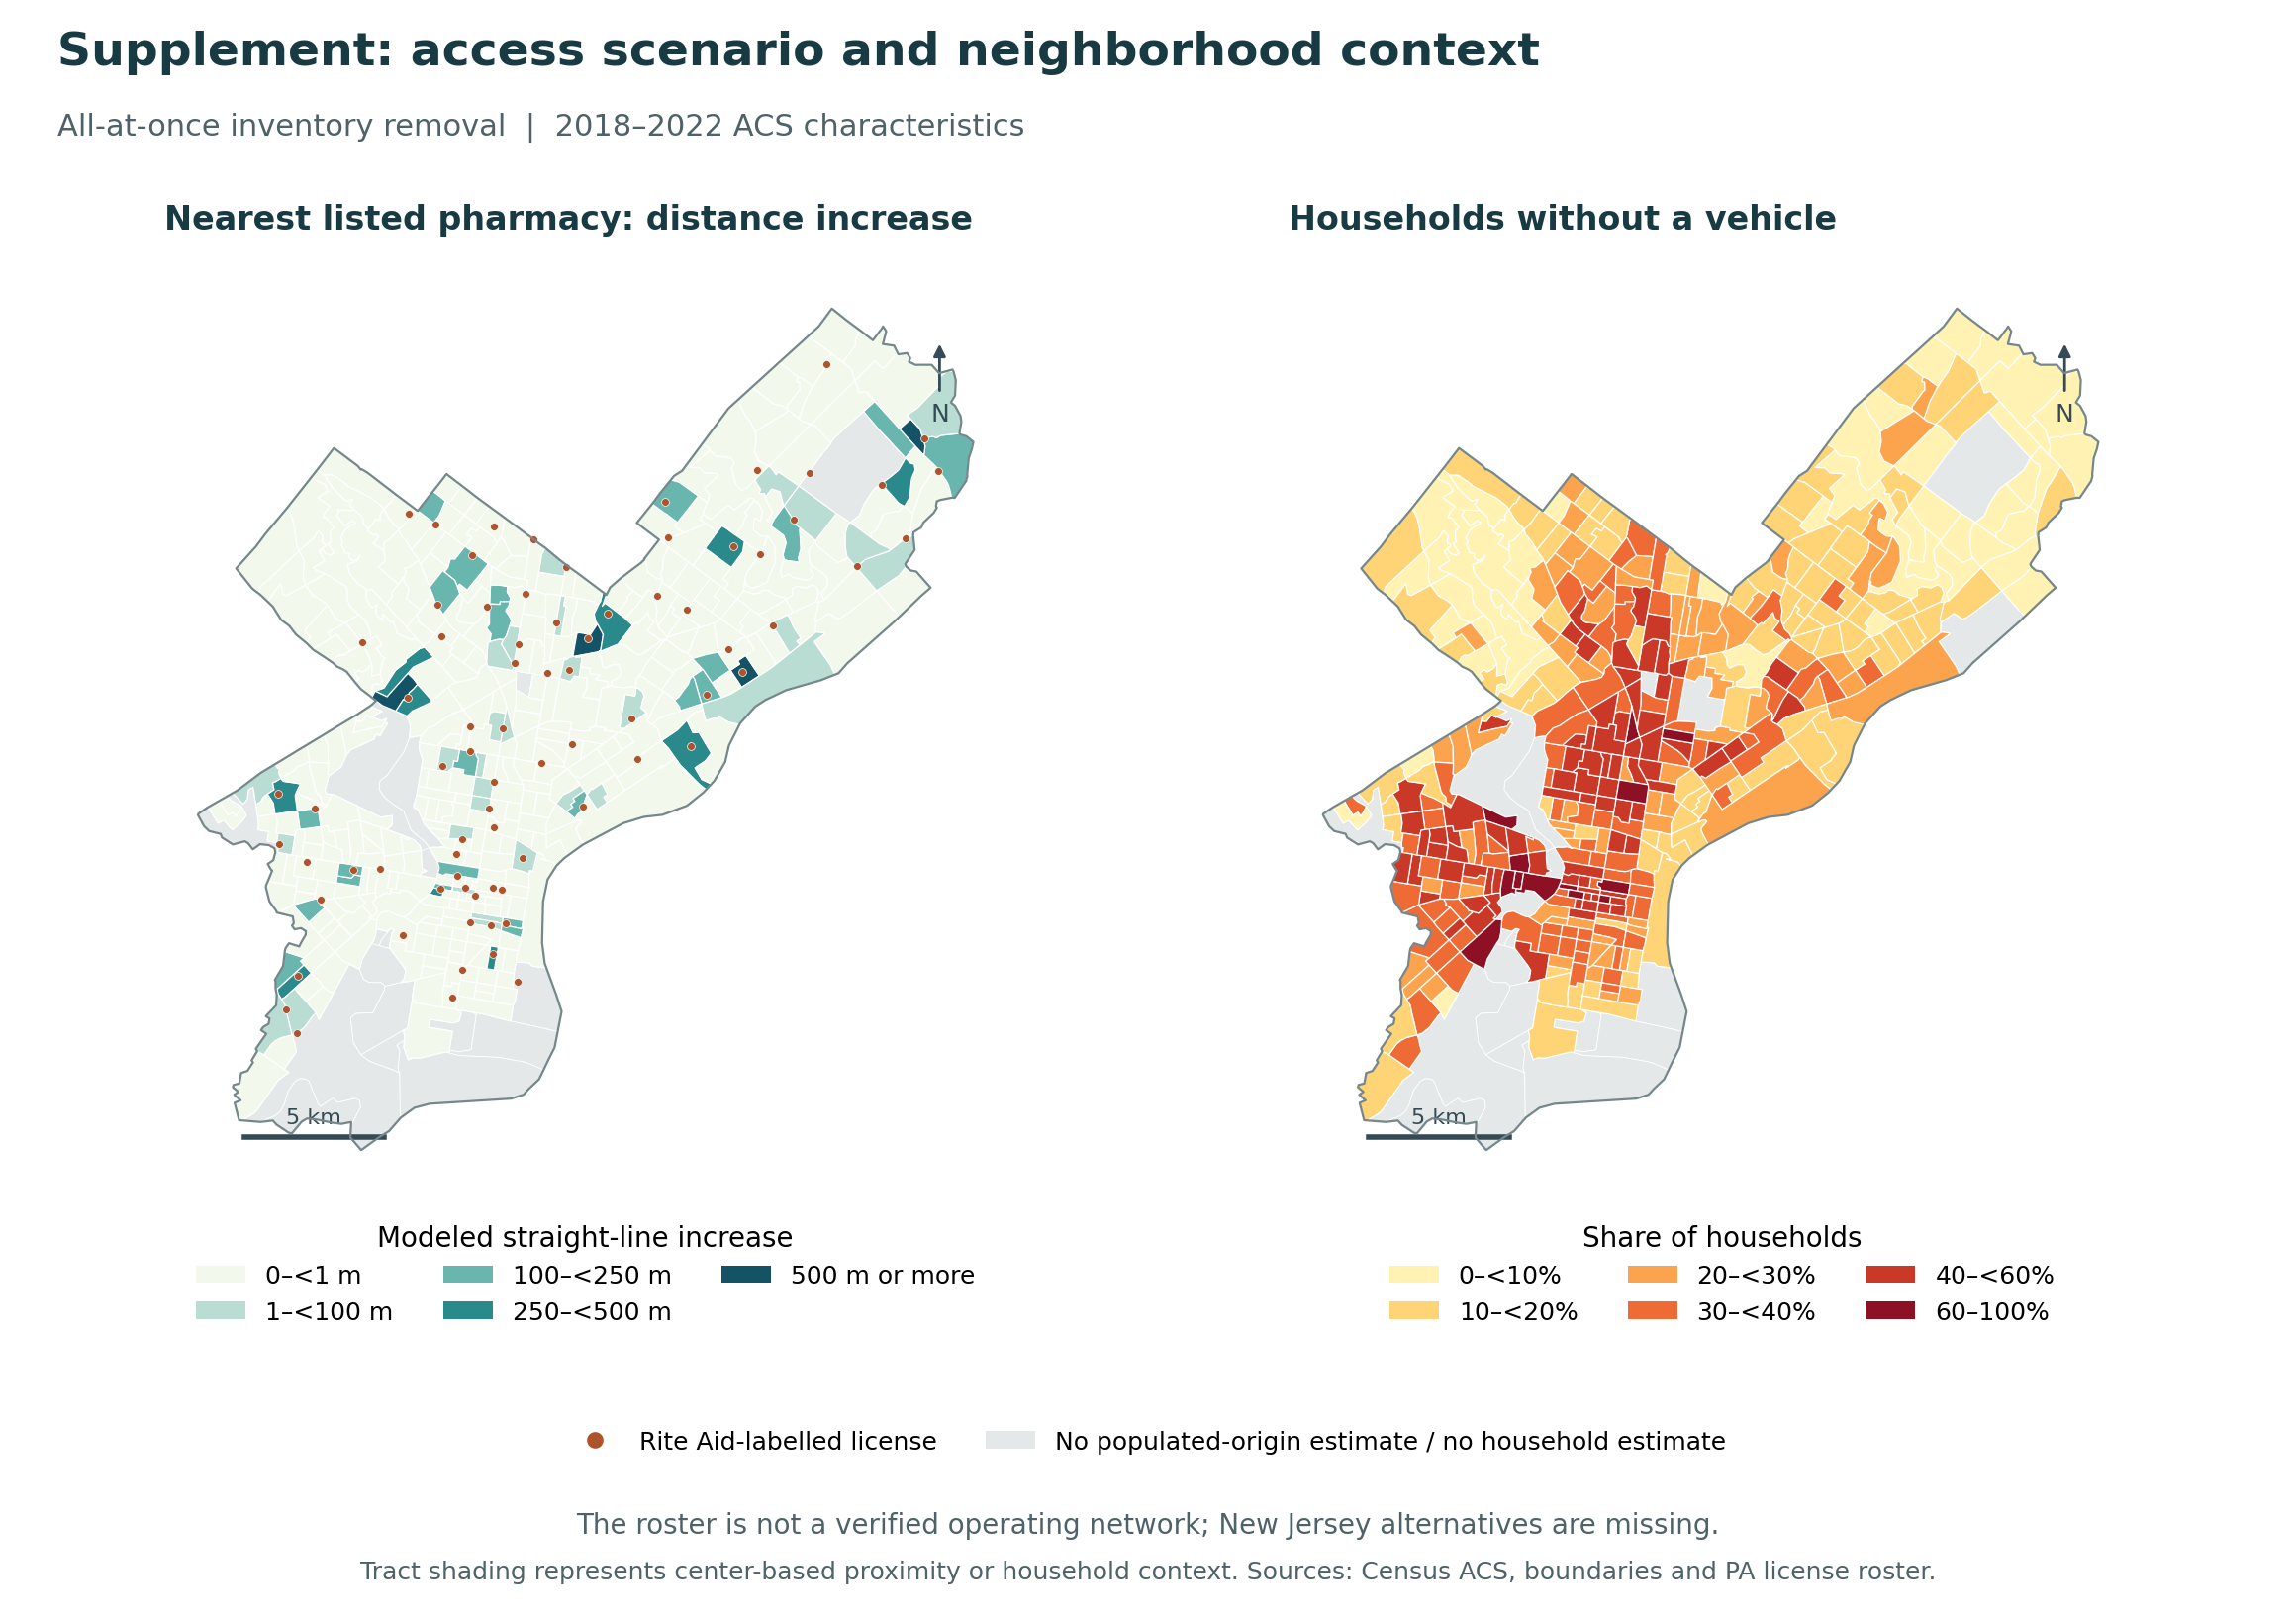 Supplement: access scenario and neighborhood context
All-at-once inventory removal | 2018–2022 ACS characteristics
Nearest listed pharmacy: distance increase
Households without a vehicle
N
N
5 km
5 km
Modeled straight-line increase
0–<1 m
100–<250 m
500 m or more
1–<100 m
250–<500 m
Share of households
0–<10%
20–<30%
40–<60%
10–<20%
30–<40%
60–100%
Rite Aid-labelled license
No populated-origin estimate / no household estimate
The roster is not a verified operating network; New Jersey alternatives are missing.
Tract shading represents center-based proximity or household context. Sources: Census ACS, boundaries and PA license roster.